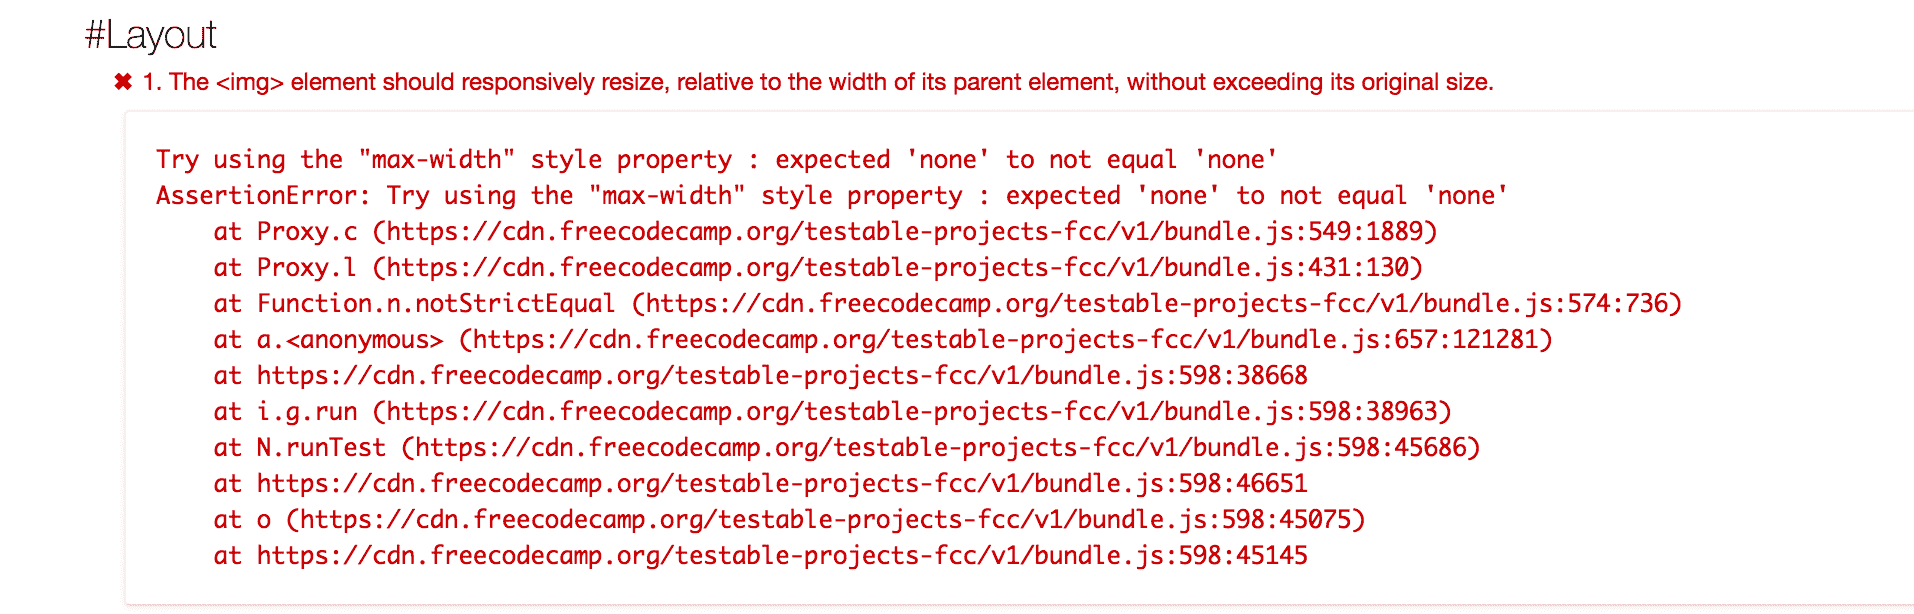 #Layout
✖ 1. The <img> element should responsively resize, relative to the width of its parent element, without exceeding its original size.
Try using the "max-width" style property : expected 'none' to not equal 'none'
AssertionError: Try using the "max-width" style property : expected 'none' to not equal 'none'
at Proxy.c (https://cdn.freecodecamp.org/testable-projects-fcc/v1/bundle.js:549:1889)
at Proxy.l (https://cdn.freecodecamp.org/testable-projects-fcc/v1/bundle.js:431:130)
at Function.n.notStrictEqual (https://cdn.freecodecamp.org/testable-projects-fcc/v1/bundle.js:574:736)
at a.<anonymous> (https://cdn.freecodecamp.org/testable-projects-fcc/v1/bundle.js:657:121281)
at https://cdn.freecodecamp.org/testable-projects-fcc/v1/bundle.js:598:38668
at i.g.run (https://cdn.freecodecamp.org/testable-projects-fcc/v1/bundle.js:598:38963)
at N.runTest (https://cdn.freecodecamp.org/testable-projects-fcc/v1/bundle.js:598:45686)
at https://cdn.freecodecamp.org/testable-projects-fcc/v1/bundle.js:598:46651
at o (https://cdn.freecodecamp.org/testable-projects-fcc/v1/bundle.js:598:45075)
at https://cdn.freecodecamp.org/testable-projects-fcc/v1/bundle.js:598:45145